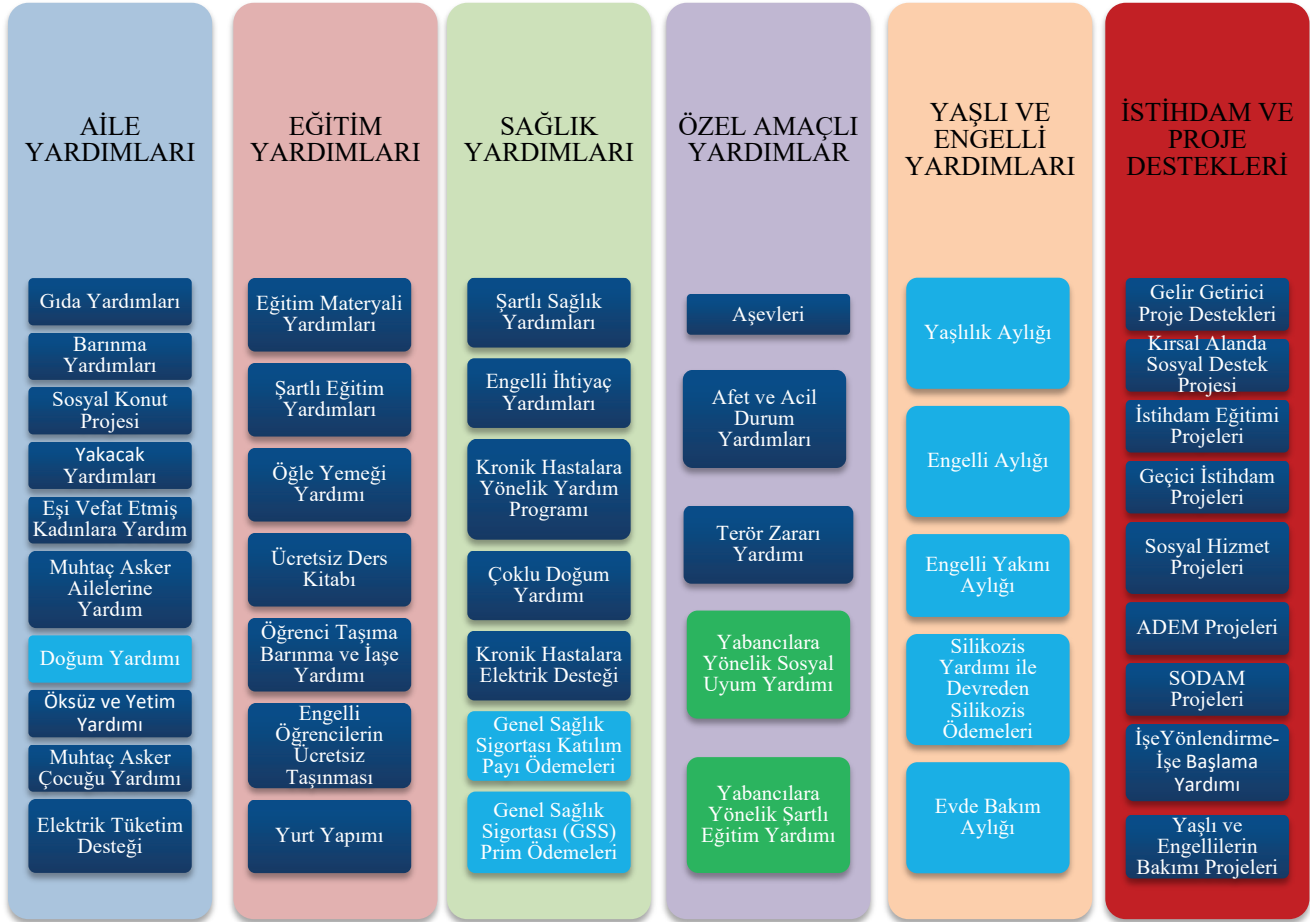 AİLE
YARDIMLARI
Gıda Yardımları
Barınma
Yardımları
Sosyal Konut
Projesi
Yakacak
Yardımları
Eşi Vefat Etmiş
Kadınlara Yardım
Muhtaç Asker
Ailelerine
Yardım
Doğum Yardımı
Öksüz ve Yetim
Yardımı
Muhtaç Asker
Çocuğu Yardımı
Elektrik Tüketim
Desteği
EĞİTİM
YARDIMLARI
Eğitim Materyali
Yardımları
Şartlı Eğitim
Yardımları
Öğle Yemeği
Yardımı
Ücretsiz Ders
Kitabı
Öğrenci Taşıma
Barınma ve İaşe
Yardımı
Engelli
Öğrencilerin
Ücretsiz
Taşınması
Yurt Yapımı
SAĞLIK
YARDIMLARI
Şartlı Sağlık
Yardımları
Engelli İhtiyaç
Yardımları
Kronik Hastalara
Yönelik Yardım
Programı
Çoklu Doğum
Yardımı
Kronik Hastalara
Elektrik Desteği
Genel Sağlık
Sigortası Katılım
Payı Ödemeleri
Genel Sağlık
Sigortası (GSS)
Prim Ödemeleri
ÖZEL AMAÇLI
YARDIMLAR
Aşevleri
Afet ve Acil
Durum
Yardımları
Terör Zararı
Yardımı
Yabancılara
Yönelik Sosyal
Uyum Yardımı
Yabancılara
Yönelik Şartlı
Eğitim Yardımı
YAŞLI VE
ENGELLİ
YARDIMLARI
Yaşlılık Aylığı
Engelli Aylığı
Engelli Yakını
Aylığı
Silikozis
Yardımı ile
Devreden
Silikozis
Ödemeleri
Evde Bakım
Aylığı
İSTİHDAM VE
PROJE
DESTEKLERİ
Gelir Getirici
Proje Destekleri
Kırsal Alanda
Sosyal Destek
Projesi
İstihdam Eğitimi
Projeleri
Geçici İstihdam
Projeleri
Sosyal Hizmet
Projeleri
ADEM Projeleri
SODAM
Projeleri
İşeYönlendirme-
İşe Başlama
Yardımı
Yaşlı ve
Engellilerin
Bakımı Projeleri